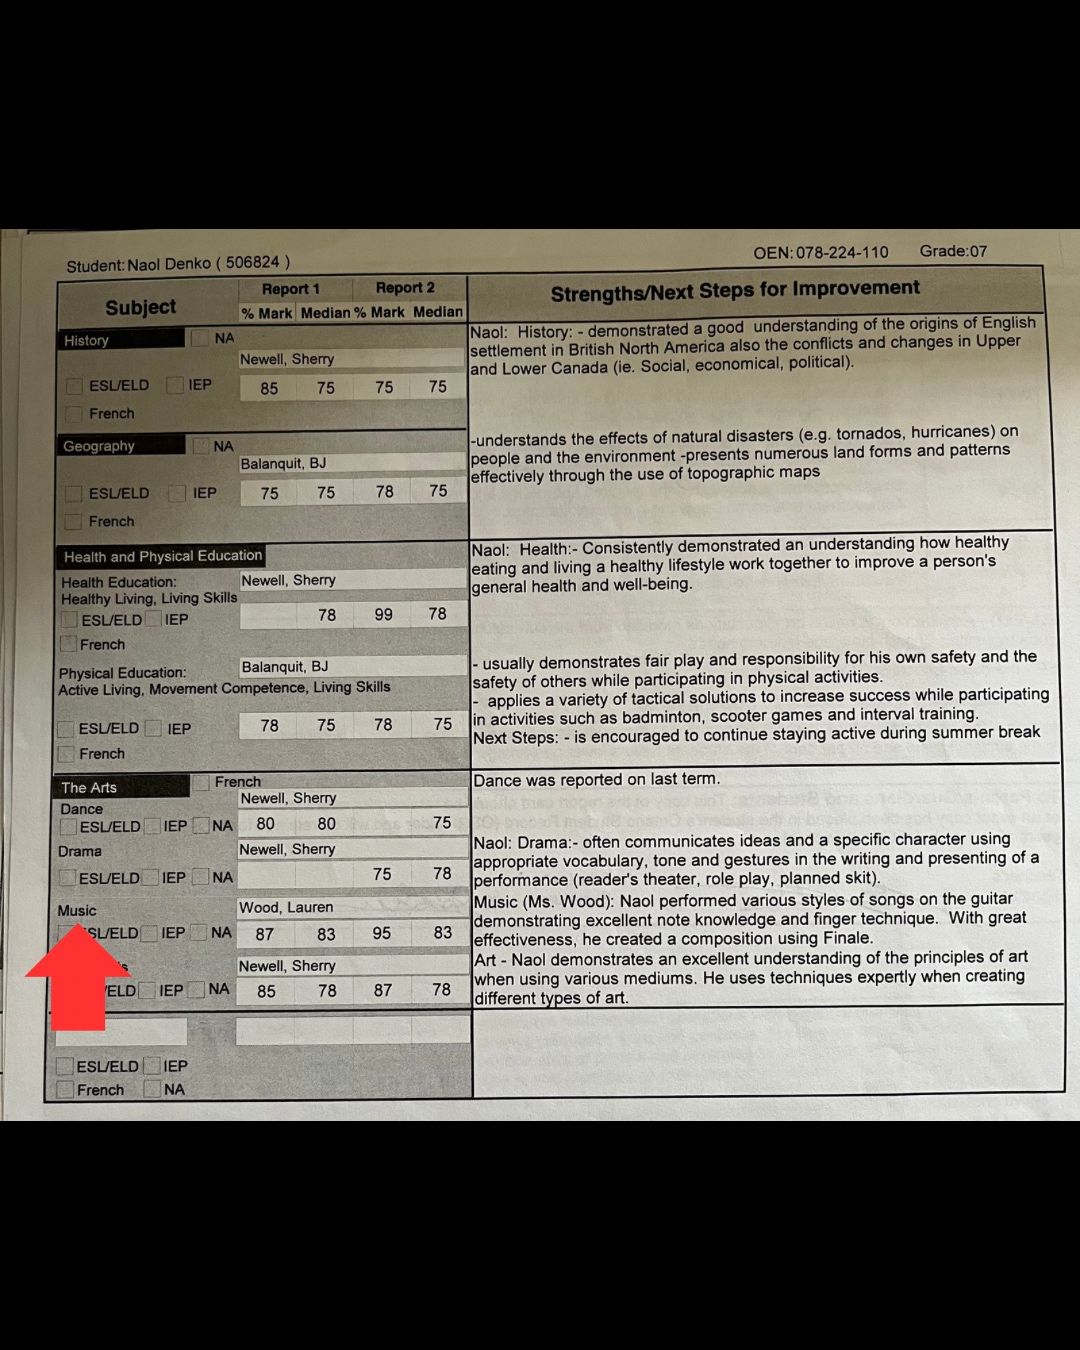 Student: Naol Denko ( 506824 ) OEN: 078-224-110 Grade:07
Subject Report 1 Report 2 Strengths/Next Steps for Improvement
% Mark Median % Mark Median
History NA
Newell, Sherry
ESL/ELD IEP 85 75 75 75
French
Naol: History: - demonstrated a good understanding of the origins of English
settlement in British North America also the conflicts and changes in Upper
and Lower Canada (ie. Social, economical, political).
Geography NA
Balanquit, BJ
ESL/ELD IEP 75 75 78 75
French
-understands the effects of natural disasters (e.g. tornados, hurricanes) on
people and the environment -presents numerous land forms and patterns
effectively through the use of topographic maps
Health and Physical Education
Health Education: Newell, Sherry
Healthy Living, Living Skills
ESL/ELD IEP 78 99 78
French
Naol: Health:- Consistently demonstrated an understanding how healthy
eating and living a healthy lifestyle work together to improve a person's
general health and well-being.
Physical Education: Balanquit, BJ
Active Living, Movement Competence, Living Skills
ESL/ELD IEP 78 75 78 75
French
- usually demonstrates fair play and responsibility for his own safety and the
safety of others while participating in physical activities.
- applies a variety of tactical solutions to increase success while participating
in activities such as badminton, scooter games and interval training.
Next Steps: - is encouraged to continue staying active during summer break
The Arts French
Dance Newell, Sherry
ESL/ELD IEP NA 80 80 75
Dance was reported on last term.
Drama Newell, Sherry
ESL/ELD IEP NA 75 78
Naol: Drama:- often communicates ideas and a specific character using
appropriate vocabulary, tone and gestures in the writing and presenting of a
performance (reader's theater, role play, planned skit).
Music Wood, Lauren
SL/ELD IEP NA 87 83 95 83
Music (Ms. Wood): Naol performed various styles of songs on the guitar
demonstrating excellent note knowledge and finger technique. With great
effectiveness, he created a composition using Finale.
Newell, Sherry
ELD IEP NA 85 78 87 78
Art - Naol demonstrates an excellent understanding of the principles of art
when using various mediums. He uses techniques expertly when creating
different types of art.
ESL/ELD IEP
French NA